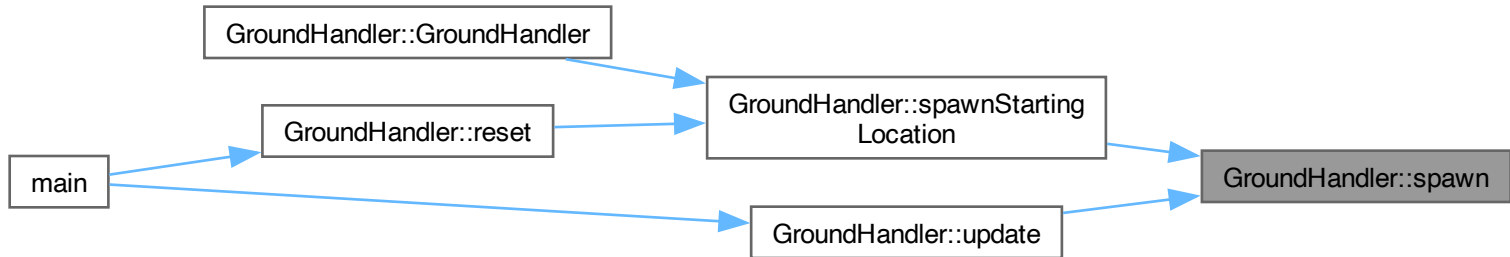 GroundHandler::GroundHandler
GroundHandler::spawnStarting
Location
GroundHandler::reset
main
GroundHandler::spawn
GroundHandler::update